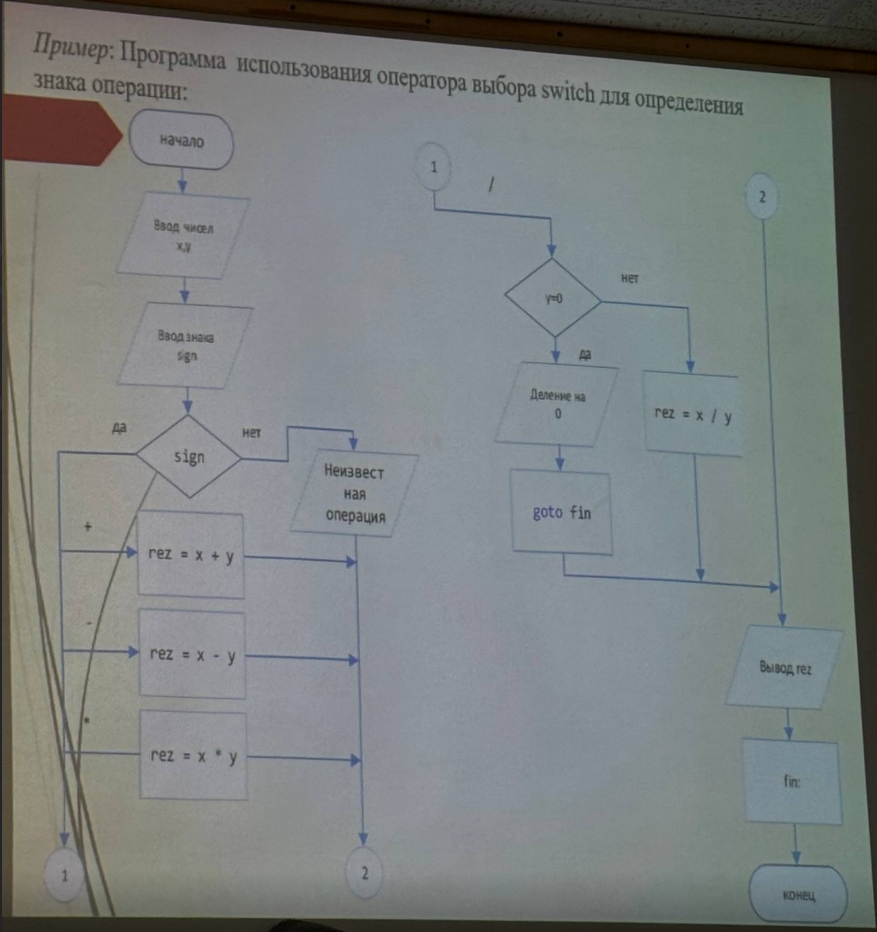 Пример: Программа использования оператора выбора switch для определения
знака операции:
начало
Ввод чисел
x,y
Ввод знака
sign
да
sign
нет
Неизвест
ная
операция
+
rez = x + y
-
rez = x - y
*
rez = x * y
1
2
1
/
y=0
нет
да
Деление на
0
rez = x / y
goto fin
2
Вывод rez
fin:
конец